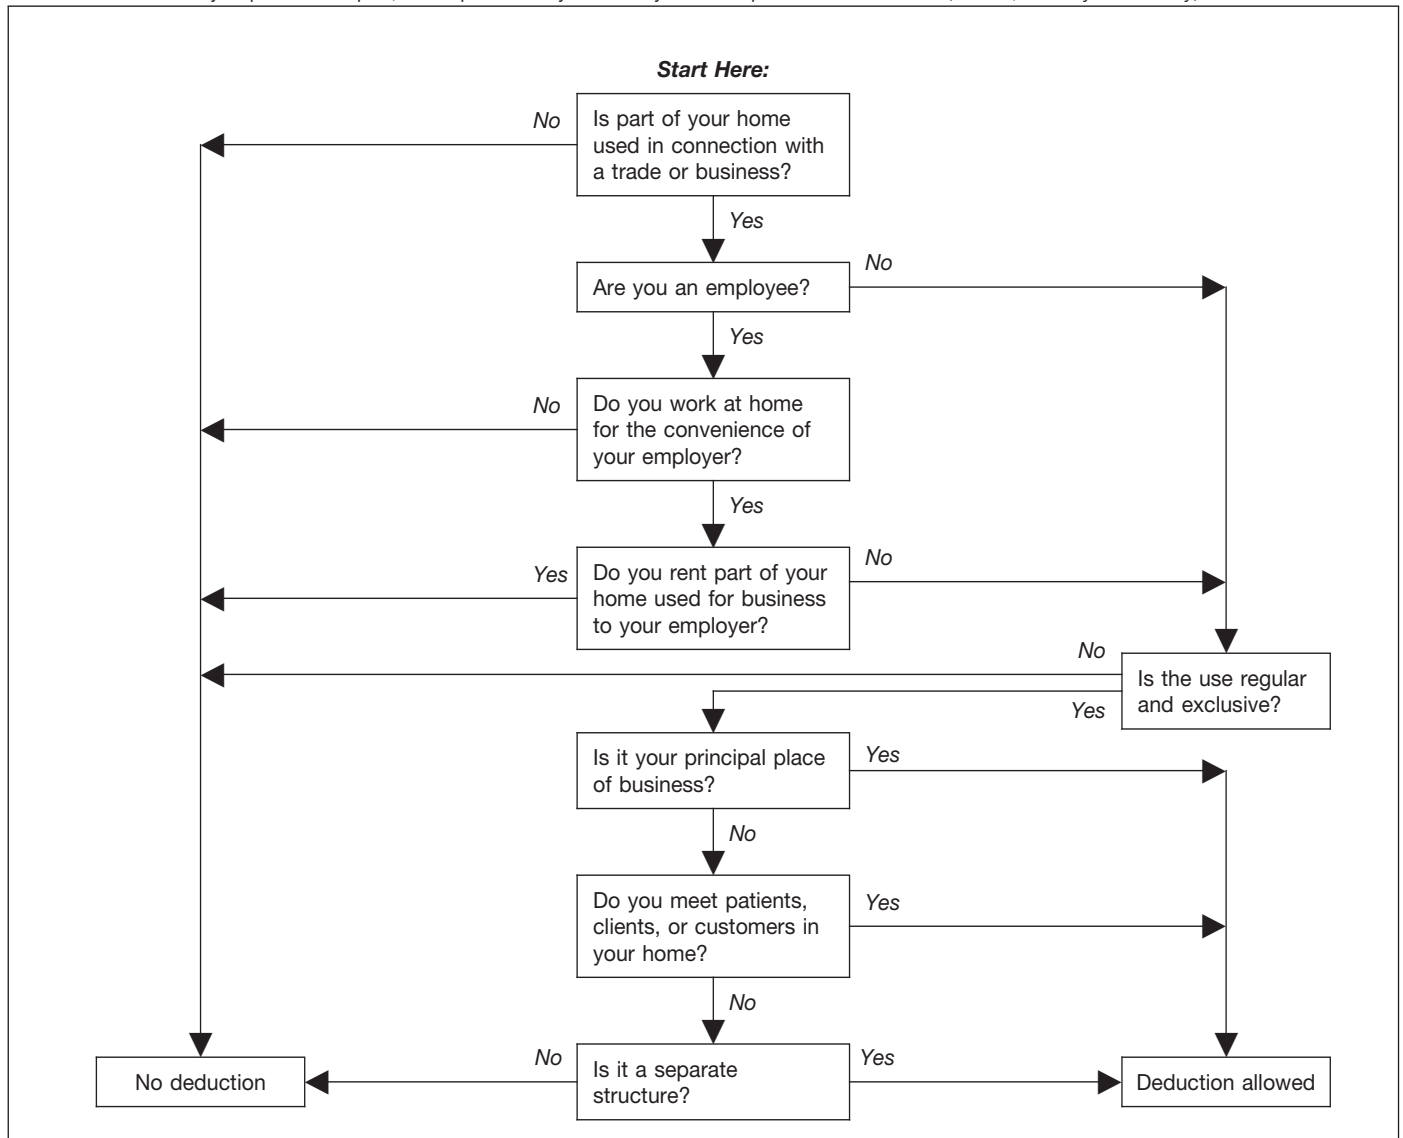 Start Here:
No
Is part of your home
used in connection with
a trade or business?
Yes
No
Are you an employee?
Yes
No
Do you work at home
for the convenience of
your employer?
Yes
Yes
Do you rent part of your
home used for business
to your employer?
No
No
Is the use regular
and exclusive?
Yes
Is it your principal place
of business?
Yes
No
Do you meet patients,
clients, or customers in
your home?
Yes
No
No deduction
No
Is it a separate
structure?
Yes
Deduction allowed